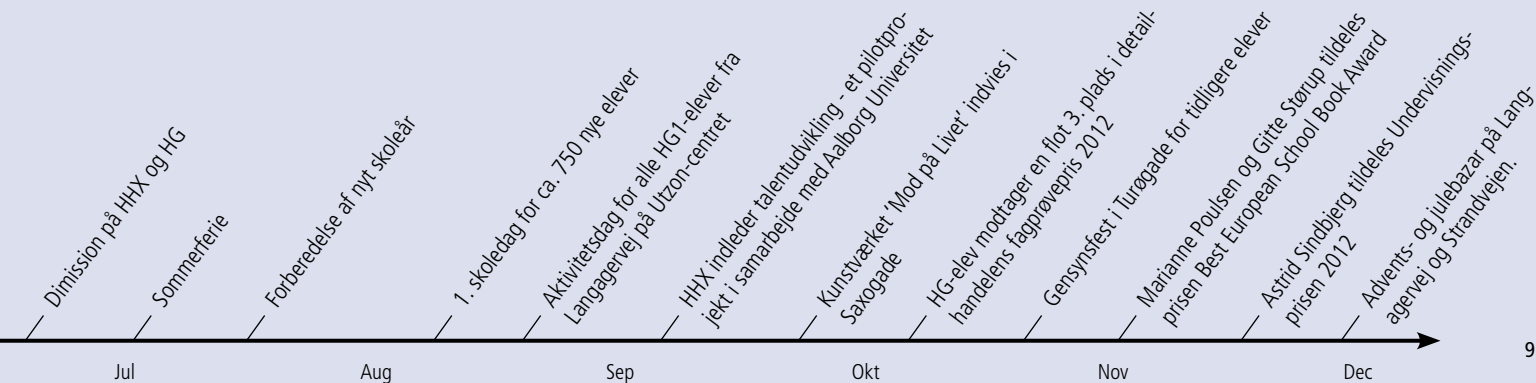 Dimission på HHX og HG
Sommerferie
Forberedelse af nyt skoleår
1. skoledag for ca. 750 nye elever
Aktivitetsdag for alle HG1-elever fra
Langagervej på Utzon-centret
HHX indleder talentudvikling - et pilotpro-
jekt i samarbejde med Aalborg Universitet
Kunstværket ‘Mod på Livet’ indvies i
Saxogade
HG-elev modtager en flot 3. plads i detail-
handelens fagprøvepris 2012
Gensynsfest i Turøgade for tidligere elever
Marianne Poulsen og Gitte Størup tildeles
prisen Best European School Book Award
Astrid Sindbjerg tildeles Undervisnings-
prisen 2012
Advents- og julebazar på Lang-
agervej og Strandvejen.
Jul
Aug
Sep
Okt
Nov
Dec
9